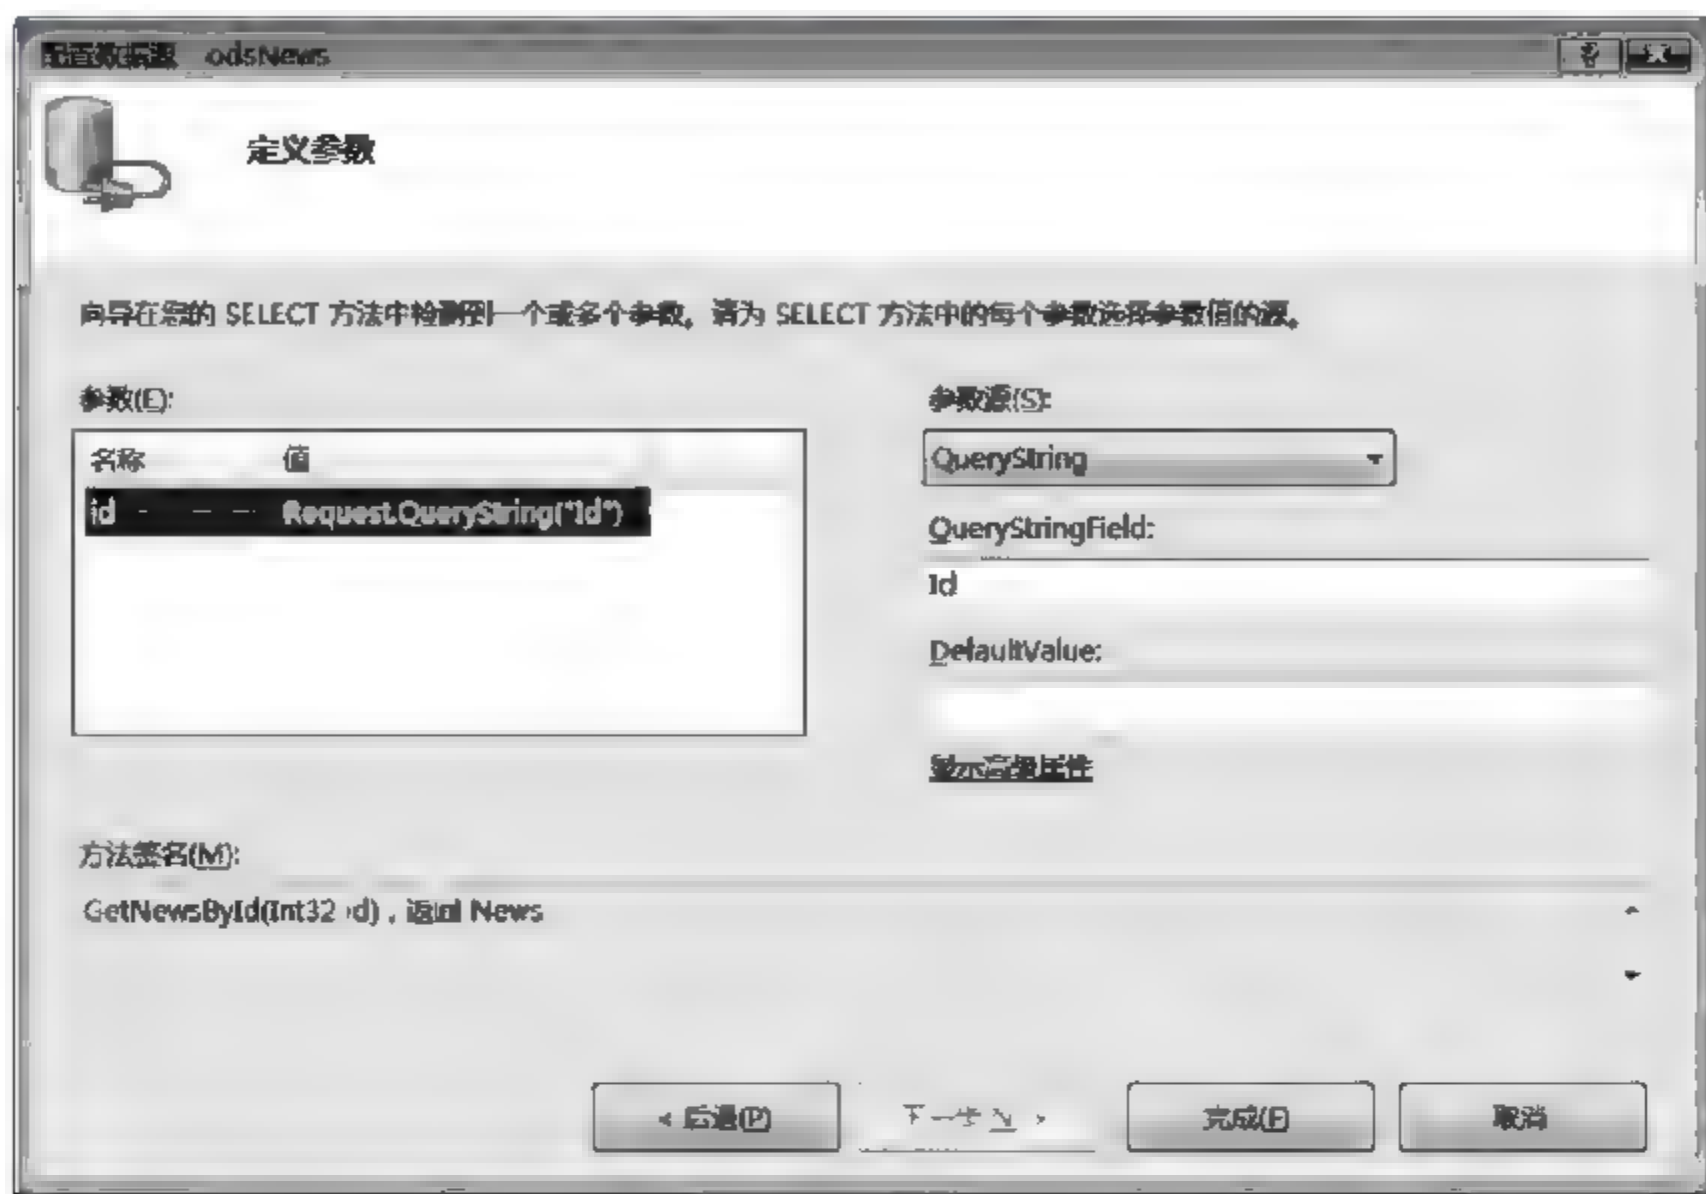 配置数据源 odsNews
定义参数
向导在您的 SELECT 方法中检测到一个或多个参数。请为 SELECT 方法中的每个参数选择参数值的源。
参数(E):
名称 值
id Request.QueryString("Id")
参数源(S):
QueryString
QueryStringField:
Id
DefaultValue:
显示高级属性
方法签名(M):
GetNewsById(Int32 id)，返回 News
< 后退(P)
下一步(N) >
完成(F)
取消